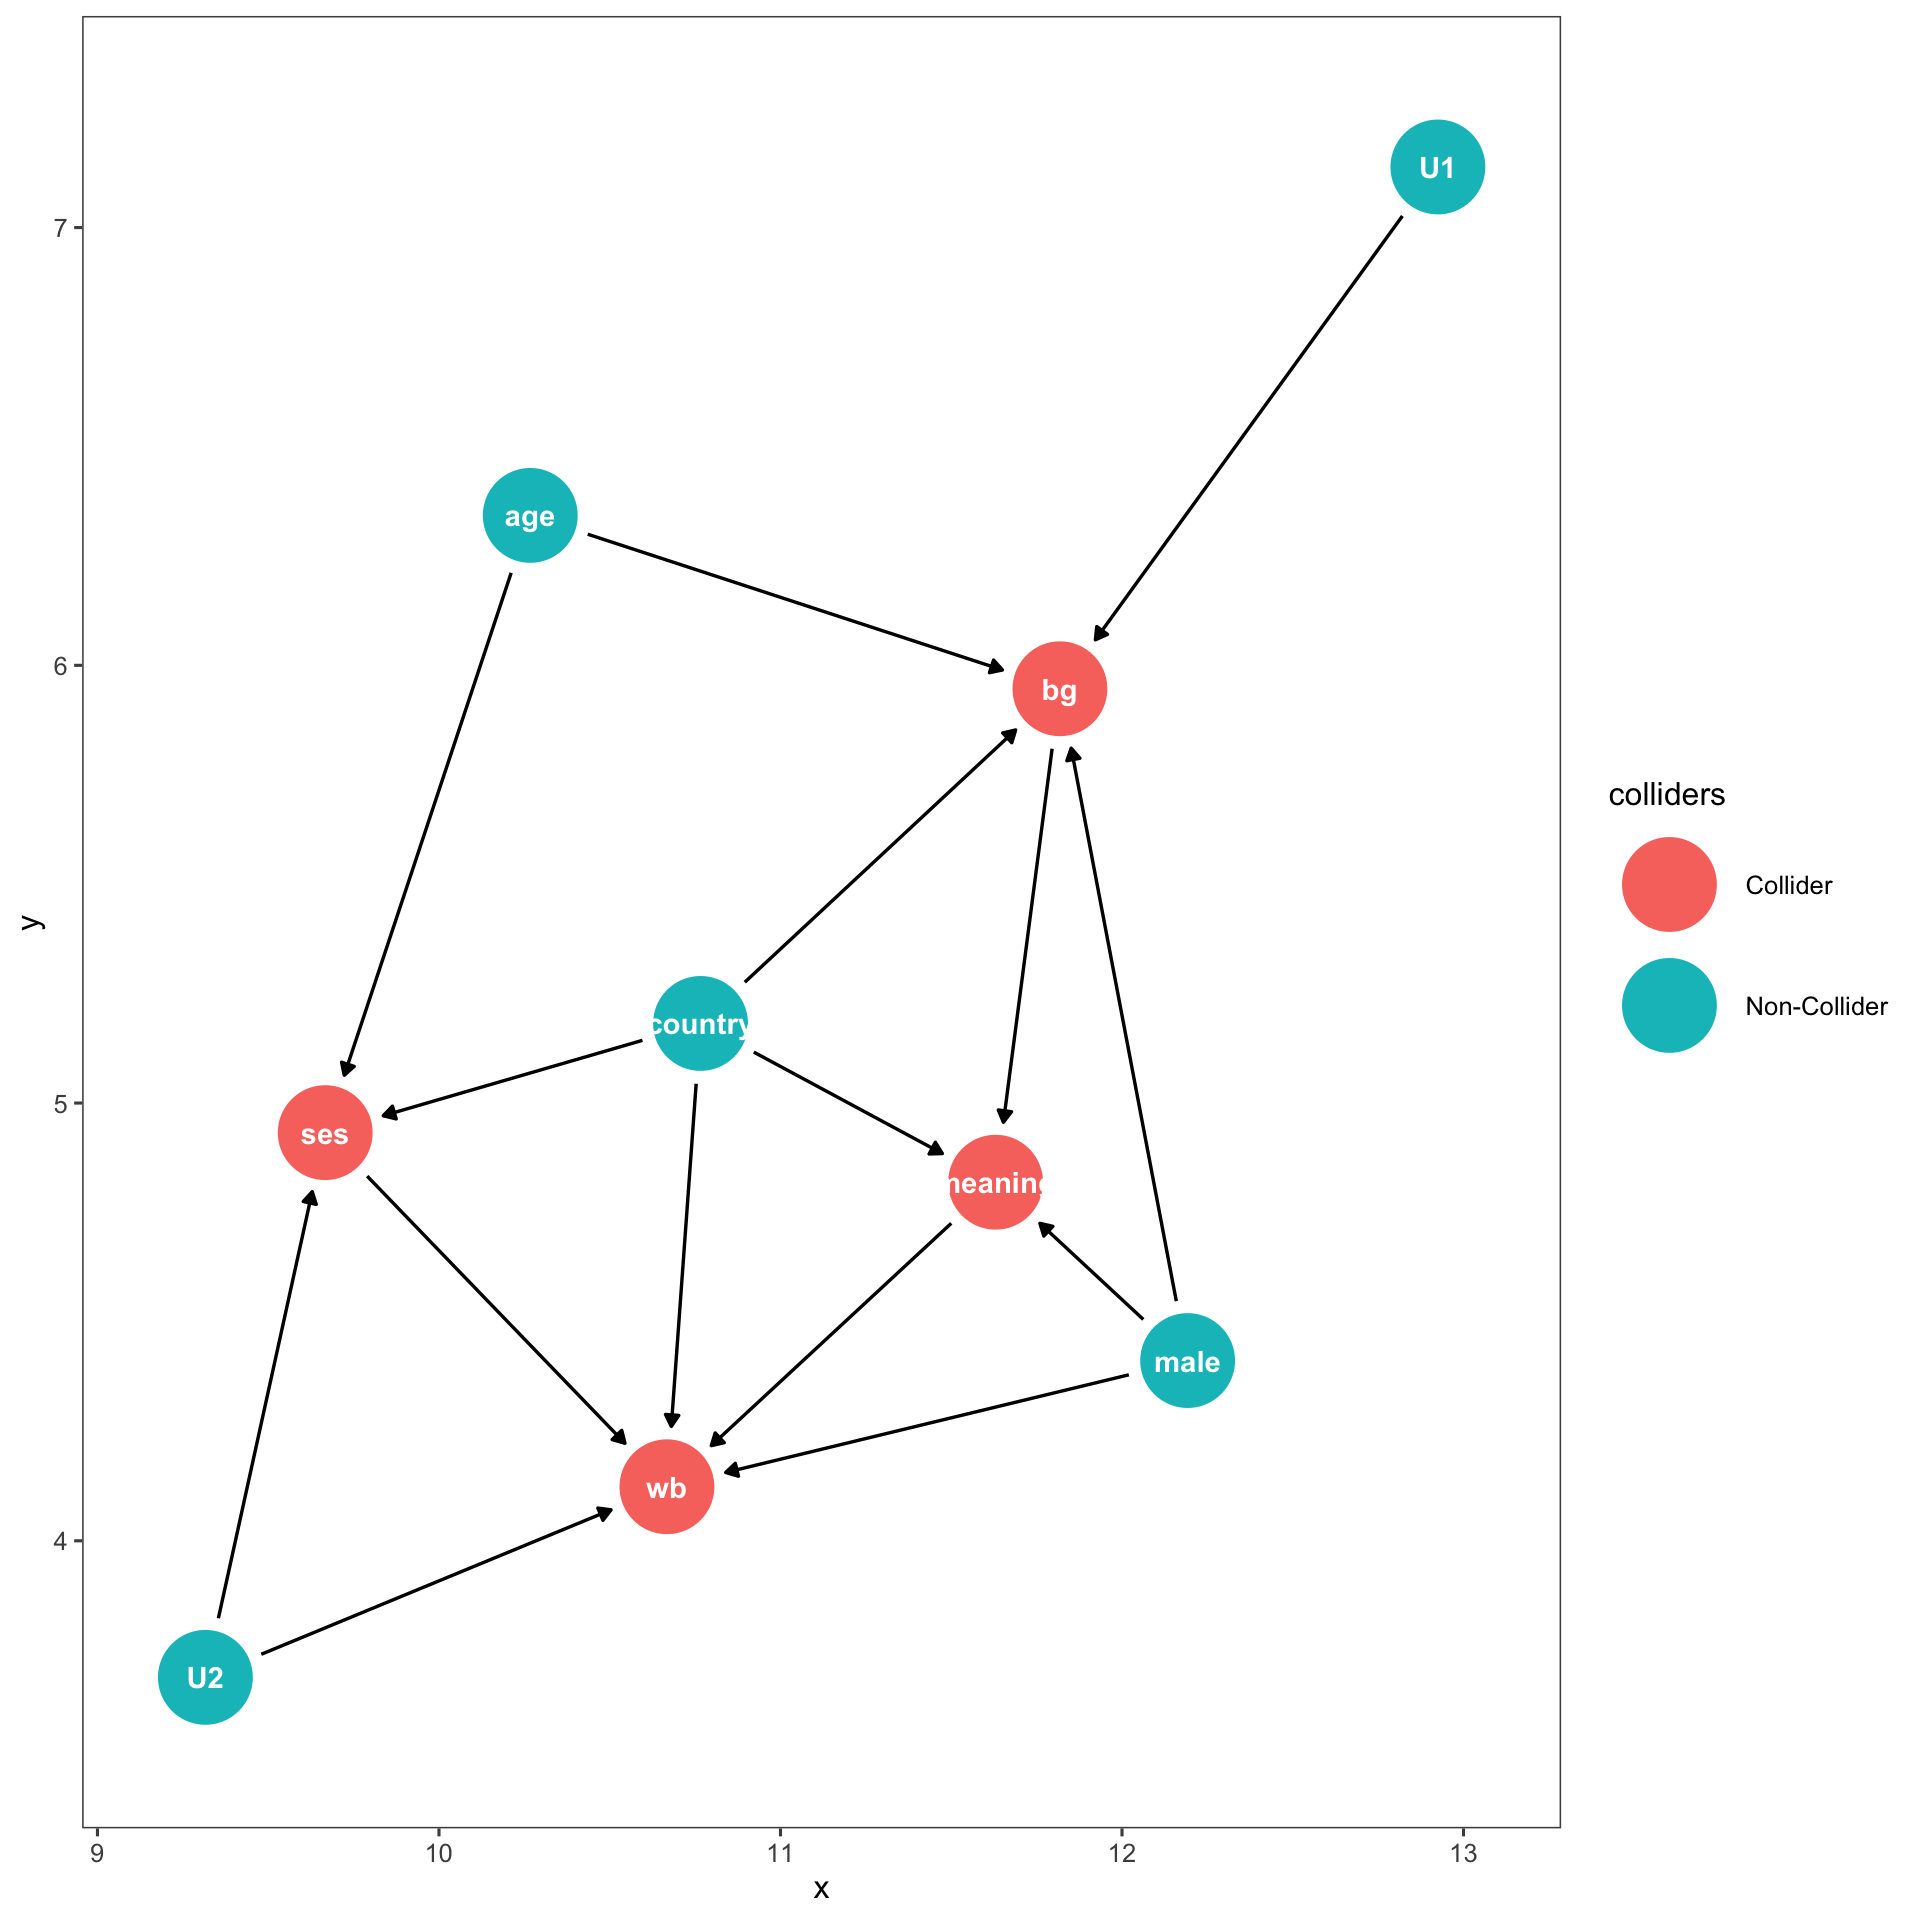 U1
7
age
6
bg
colliders
Collider
y
Non-Collider
country
5
ses
meaning
male
wb
4
U2
9
10
11
12
13
x